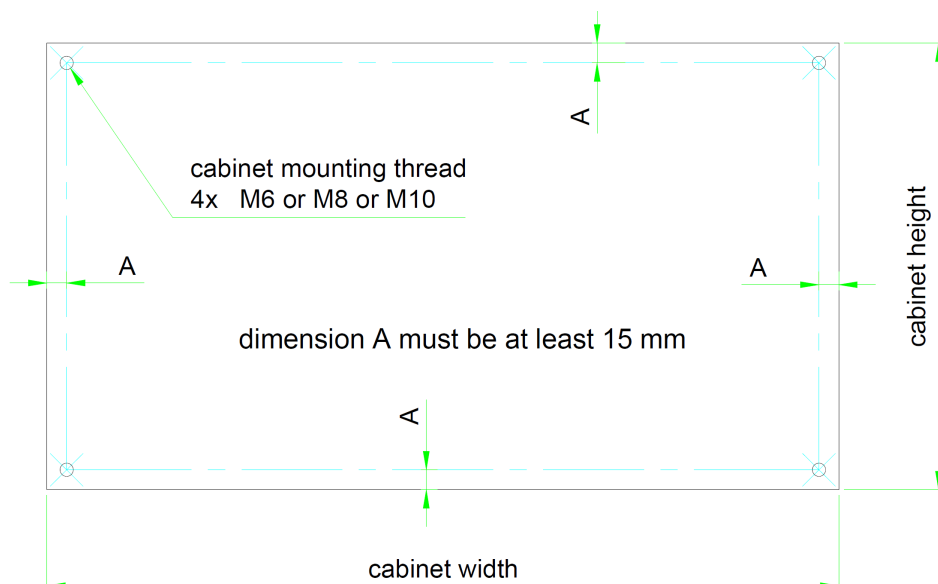 A
cabinet mounting thread
4x M6 or M8 or M10
A
A
cabinet height
dimension A must be at least 15 mm
A
cabinet width